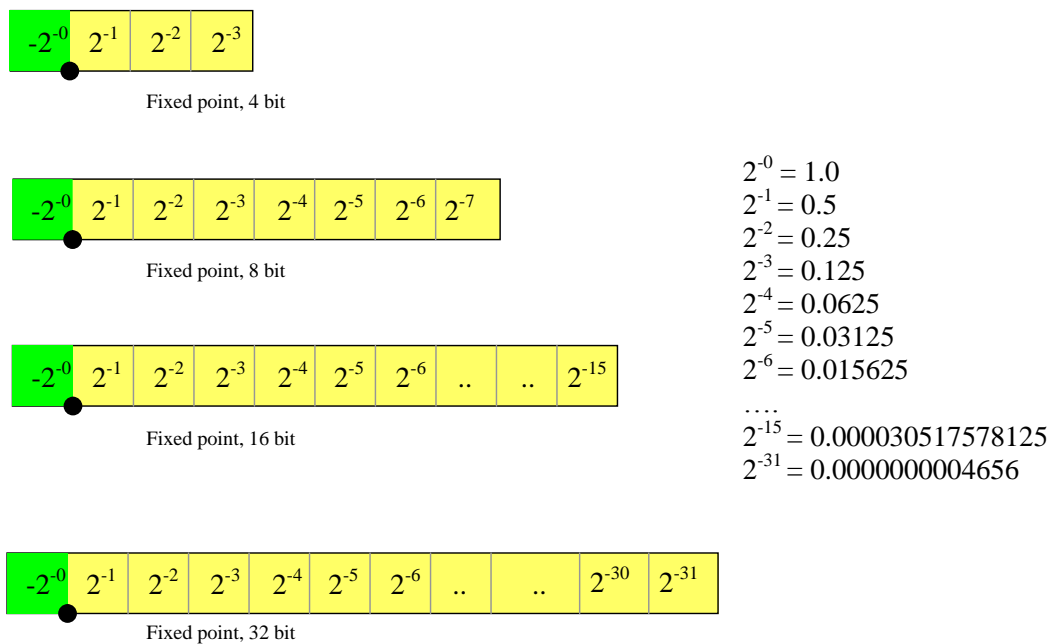 -2⁻⁰ 2⁻¹ 2⁻² 2⁻³
Fixed point, 4 bit
-2⁻⁰ 2⁻¹ 2⁻² 2⁻³ 2⁻⁴ 2⁻⁵ 2⁻⁶ 2⁻⁷
Fixed point, 8 bit
-2⁻⁰ 2⁻¹ 2⁻² 2⁻³ 2⁻⁴ 2⁻⁵ 2⁻⁶ .. .. 2⁻¹⁵
Fixed point, 16 bit
-2⁻⁰ 2⁻¹ 2⁻² 2⁻³ 2⁻⁴ 2⁻⁵ 2⁻⁶ .. .. 2⁻³⁰ 2⁻³¹
Fixed point, 32 bit
2⁻⁰ = 1.0
2⁻¹ = 0.5
2⁻² = 0.25
2⁻³ = 0.125
2⁻⁴ = 0.0625
2⁻⁵ = 0.03125
2⁻⁶ = 0.015625
….
2⁻¹⁵ = 0.000030517578125
2⁻³¹ = 0.0000000004656